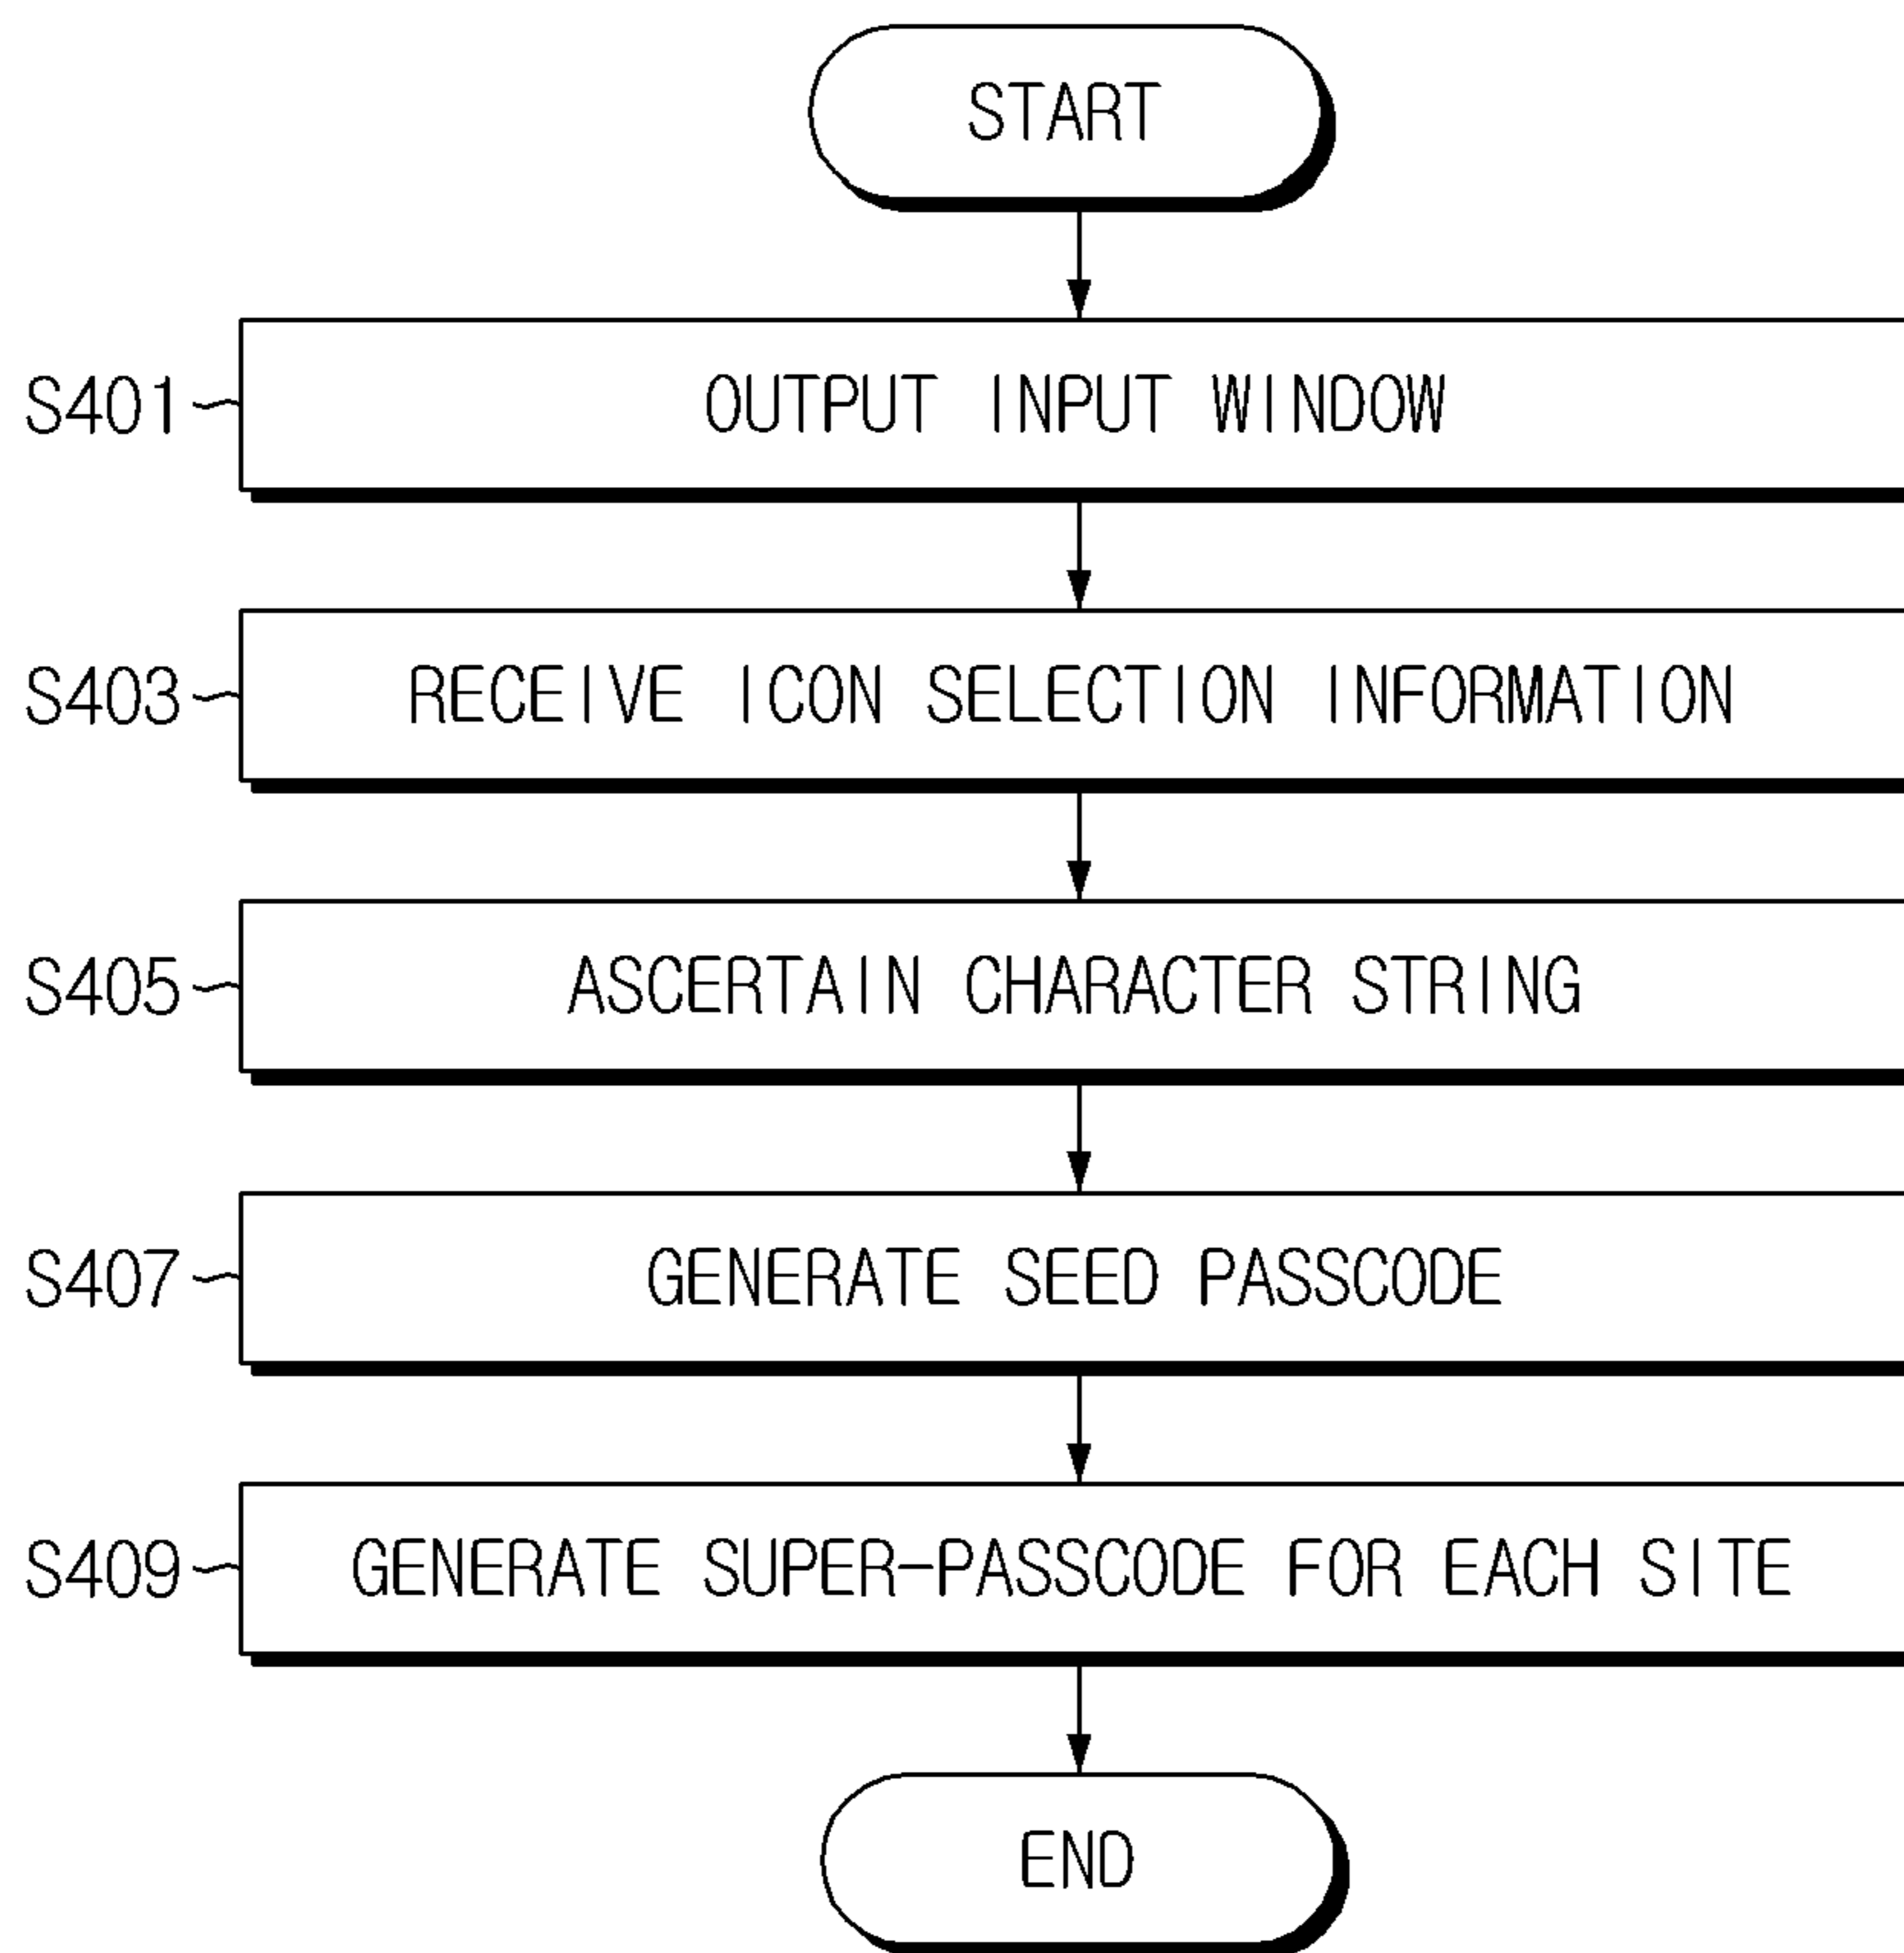 START
S401 OUTPUT INPUT WINDOW
S403 RECEIVE ICON SELECTION INFORMATION
S405 ASCERTAIN CHARACTER STRING
S407 GENERATE SEED PASSCODE
S409 GENERATE SUPER-PASSCODE FOR EACH SITE
END